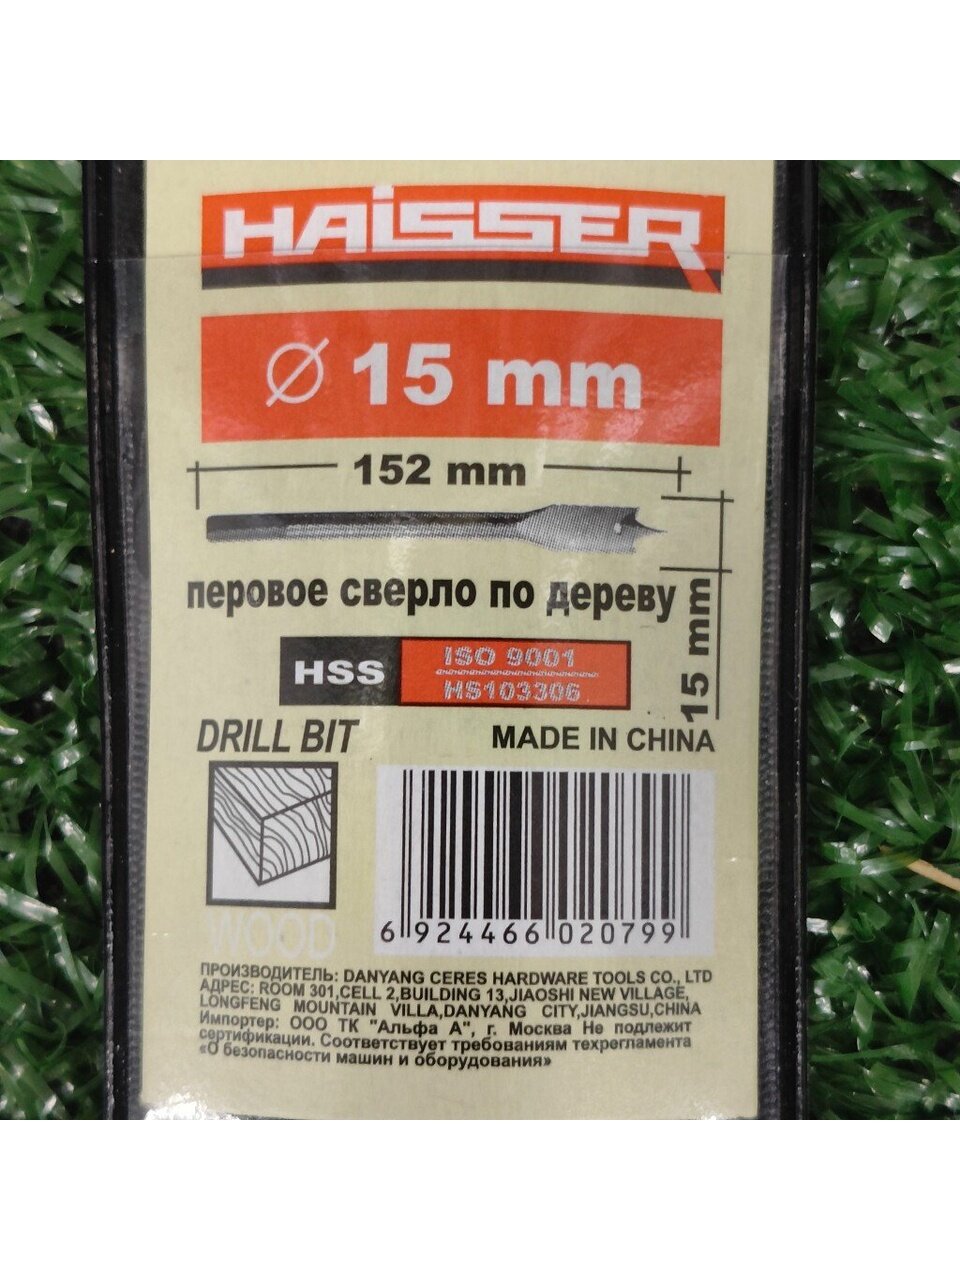 HAISSER
Ø 15 mm
152 mm
15 mm
перовое сверло по дереву
HSS
ISO 9001
HS103306
DRILL BIT
MADE IN CHINA
WOOD
6 924466 020799
ПРОИЗВОДИТЕЛЬ: DANYANG CERES HARDWARE TOOLS CO., LTD
АДРЕС: ROOM 301,CELL 2,BUILDING 13,JIAOSHI NEW VILLAGE,
LONGFENG MOUNTAIN VILLA,DANYANG CITY,JIANGSU,CHINA
Импортер: ООО ТК "Альфа А", г. Москва Не подлежит
сертификации. Соответствует требованиям техрегламента
«О безопасности машин и оборудования»